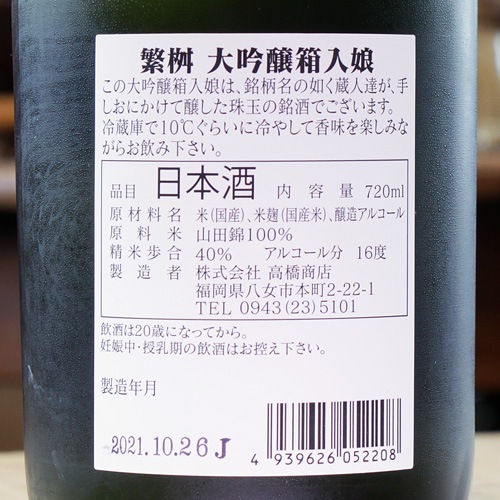 繁桝 大吟醸箱入娘
この大吟醸箱入娘は、銘柄名の如く蔵人達が、手
しおにかけて醸した珠玉の銘酒でございます。
冷蔵庫で10℃ぐらいに冷やして香味を楽しみな
がらお飲み下さい。
品目 日本酒 内容量 720ml
原材料名 米(国産)、米麹(国産米)、醸造アルコール
原料米 山田錦100%
精米歩合 40% アルコール分 16度
製造者 株式会社 高橋商店
福岡県八女市本町2-22-1
TEL 0943(23)5101
飲酒は20歳になってから。
妊娠中・授乳期の飲酒はお控え下さい。
製造年月
2021.10.26 J
4 939626 052208